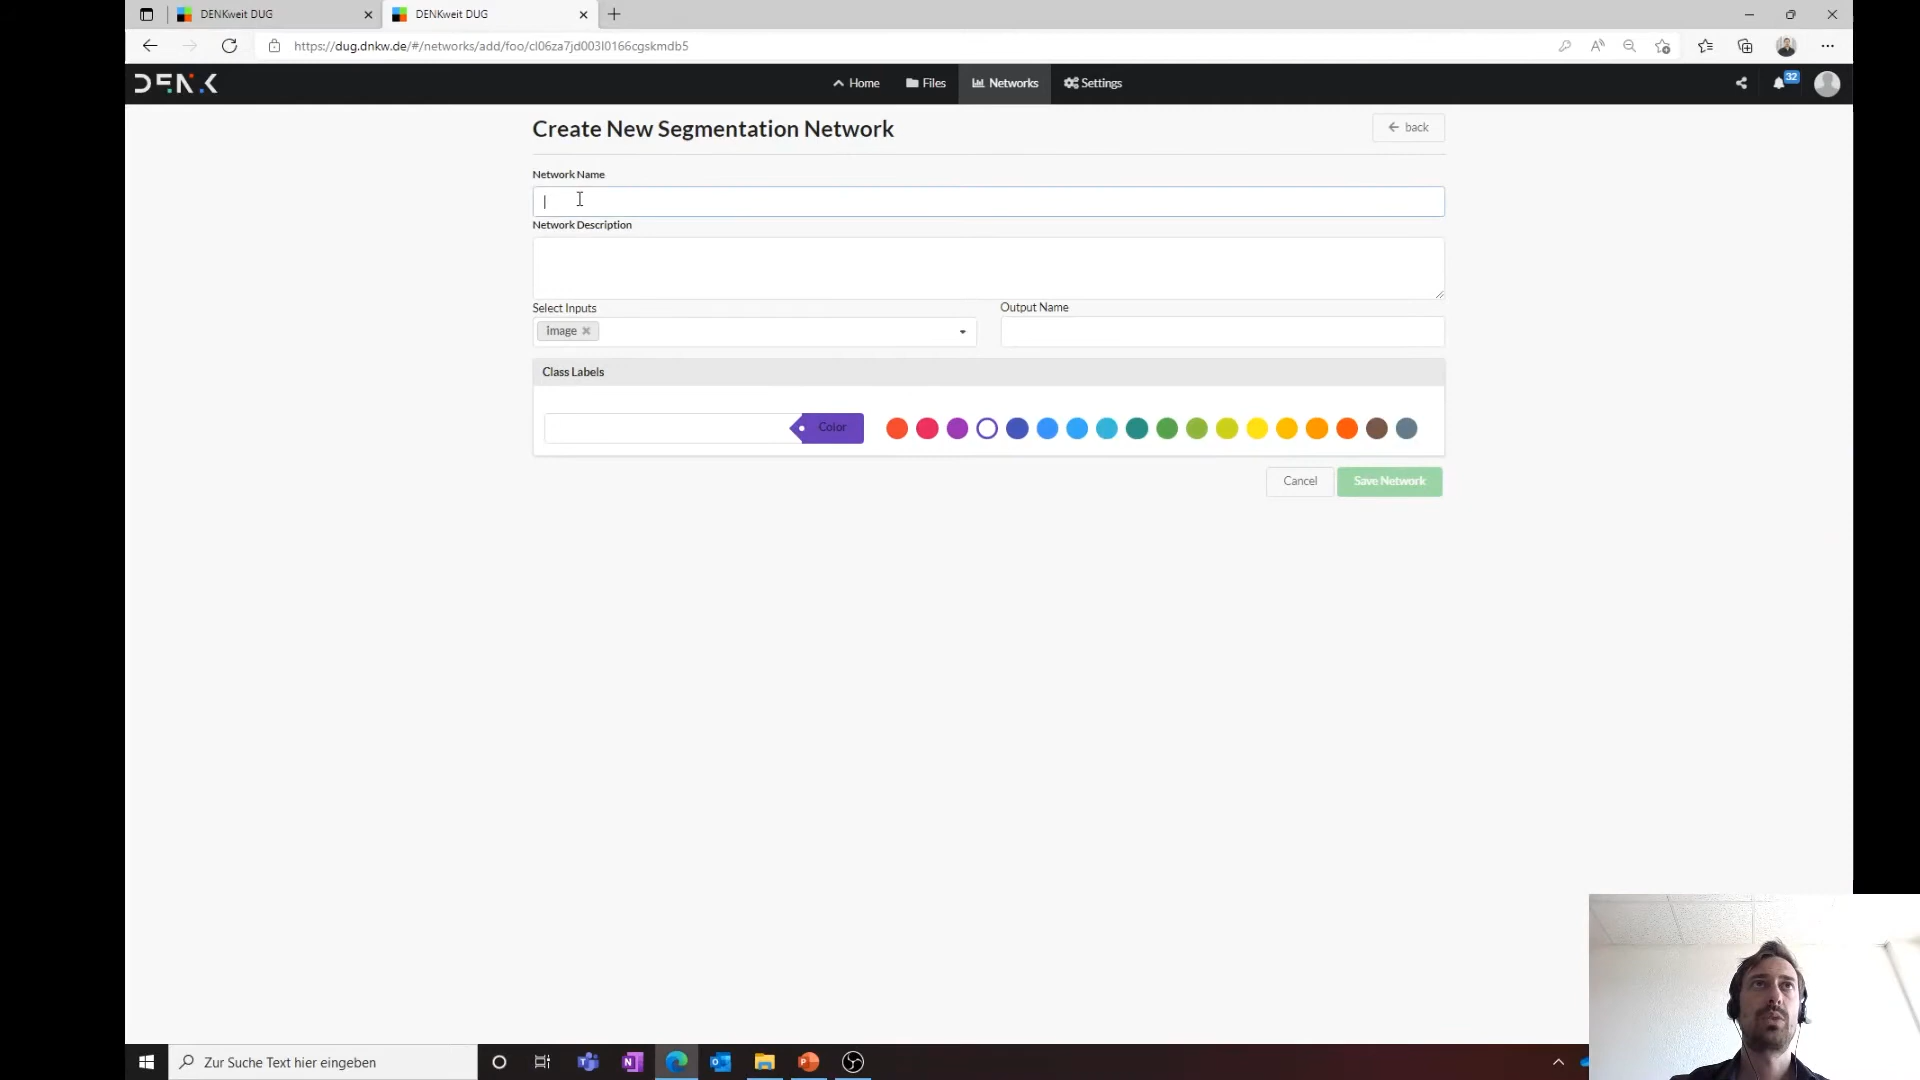 DENKweit DUG
DENKweit DUG
https://dug.dnkw.de/#/networks/add/foo/cl06za7jd003l0166cgskmdb5
DENK
Home
Files
Networks
Settings
32
Create New Segmentation Network
back
Network Name
Network Description
Select Inputs
Output Name
image
Class Labels
Color
Cancel
Save Network
Zur Suche Text hier eingeben